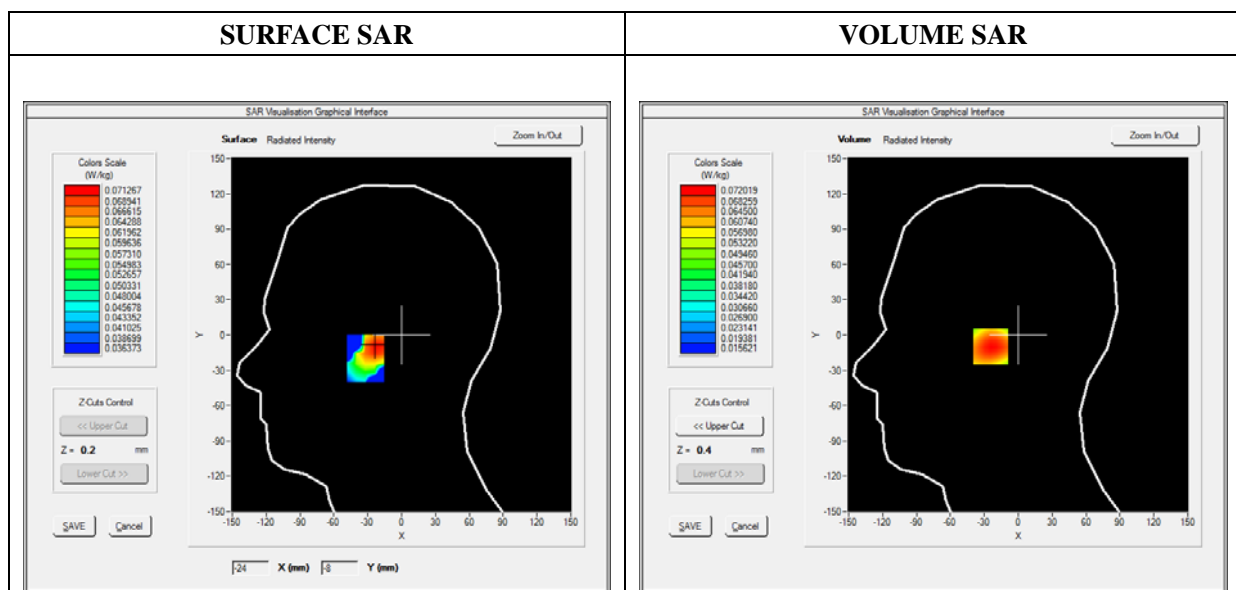 SURFACE SAR
VOLUME SAR
SAR Visualisation Graphical Interface
Surface Radiated Intensity
Zoom In/Out
Colors Scale
(W/kg)
0.071267
0.068941
0.066615
0.064288
0.061962
0.059636
0.057310
0.054983
0.052657
0.050331
0.048004
0.045678
0.043352
0.041025
0.038699
0.036373
150
120
90
60
30
0
-30
-60
-90
-120
-150
Y
-150 -120 -90 -60 -30 0 30 60 90 120 150
X
Z-Cuts Control
<< Upper Cut
Z = 0.2 mm
Lower Cut >>
SAVE Cancel
-24 X (mm) -8 Y (mm)
SAR Visualisation Graphical Interface
Volume Radiated Intensity
Zoom In/Out
Colors Scale
(W/kg)
0.072019
0.068259
0.064500
0.060740
0.056980
0.053220
0.049460
0.045700
0.041940
0.038180
0.034420
0.030660
0.026900
0.023141
0.019381
0.015621
150
120
90
60
30
0
-30
-60
-90
-120
-150
Y
-150 -120 -90 -60 -30 0 30 60 90 120 150
X
Z-Cuts Control
<< Upper Cut
Z = 0.4 mm
Lower Cut >>
SAVE Cancel